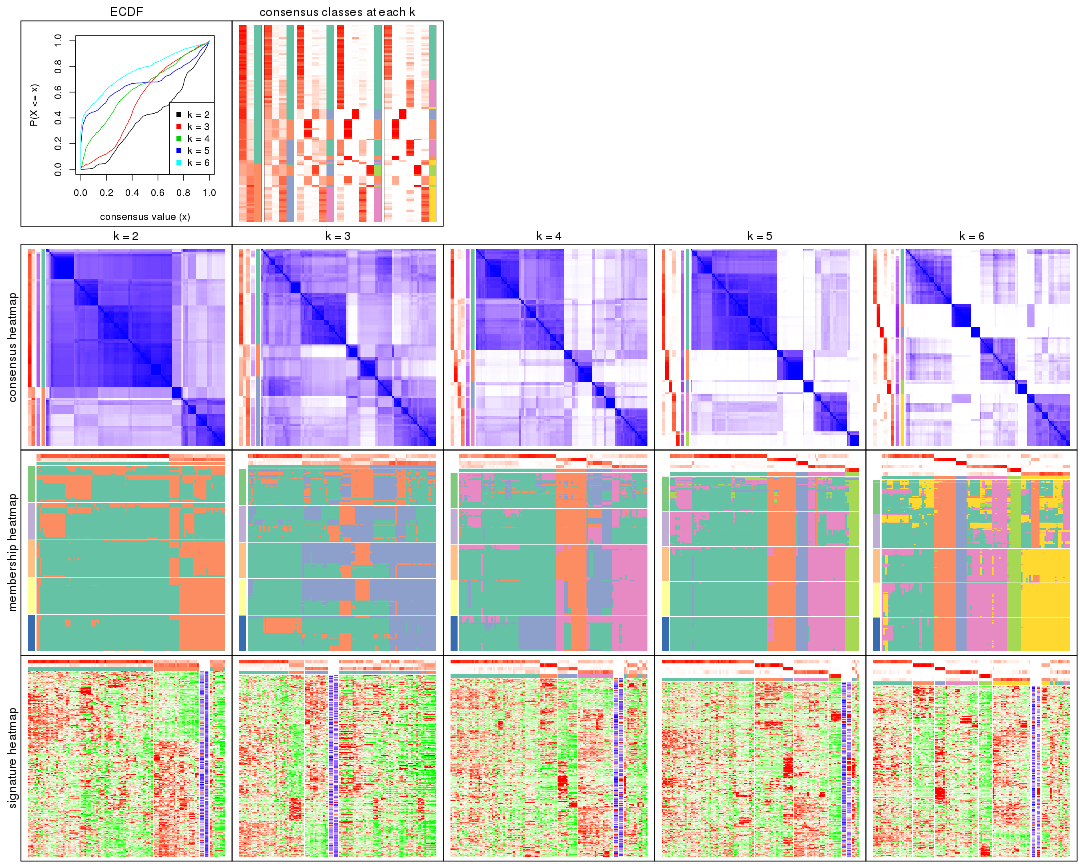 ECDF
consensus classes at each k
P(X <= x)
0.0 0.2 0.4 0.6 0.8 1.0
k = 2
k = 3
k = 4
k = 5
k = 6
0.0 0.2 0.4 0.6 0.8 1.0
consensus value (x)
k = 2 k = 3 k = 4 k = 5 k = 6
consensus heatmap
membership heatmap
signature heatmap